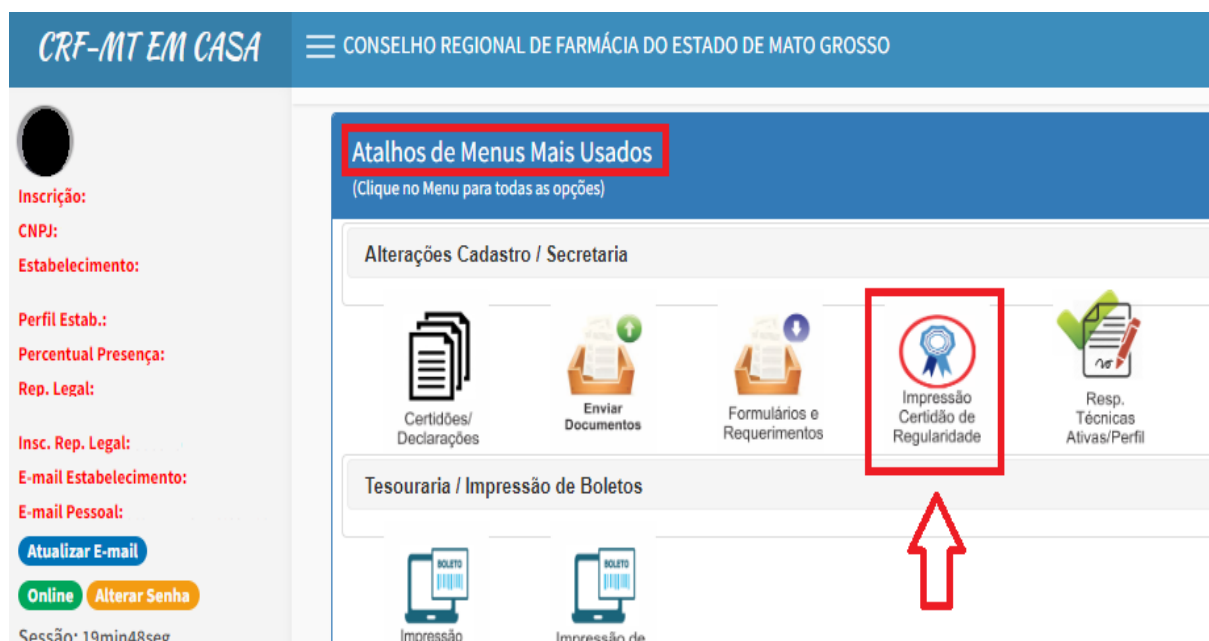 CRF-MT EM CASA
CONSELHO REGIONAL DE FARMÁCIA DO ESTADO DE MATO GROSSO
Inscrição:
CNPJ:
Estabelecimento:
Perfil Estab.:
Percentual Presença:
Rep. Legal:
Insc. Rep. Legal:
E-mail Estabelecimento:
E-mail Pessoal:
Atualizar E-mail
Online Alterar Senha
Sessão: 19min48seg
Atalhos de Menus Mais Usados
(Clique no Menu para todas as opções)
Alterações Cadastro / Secretaria
Certidões/
Declarações
Enviar
Documentos
Formulários e
Requerimentos
Impressão
Certidão de
Regularidade
Resp.
Técnicas
Ativas/Perfil
Tesouraria / Impressão de Boletos
BOLETO
Impressão
BOLETO
Impressão de